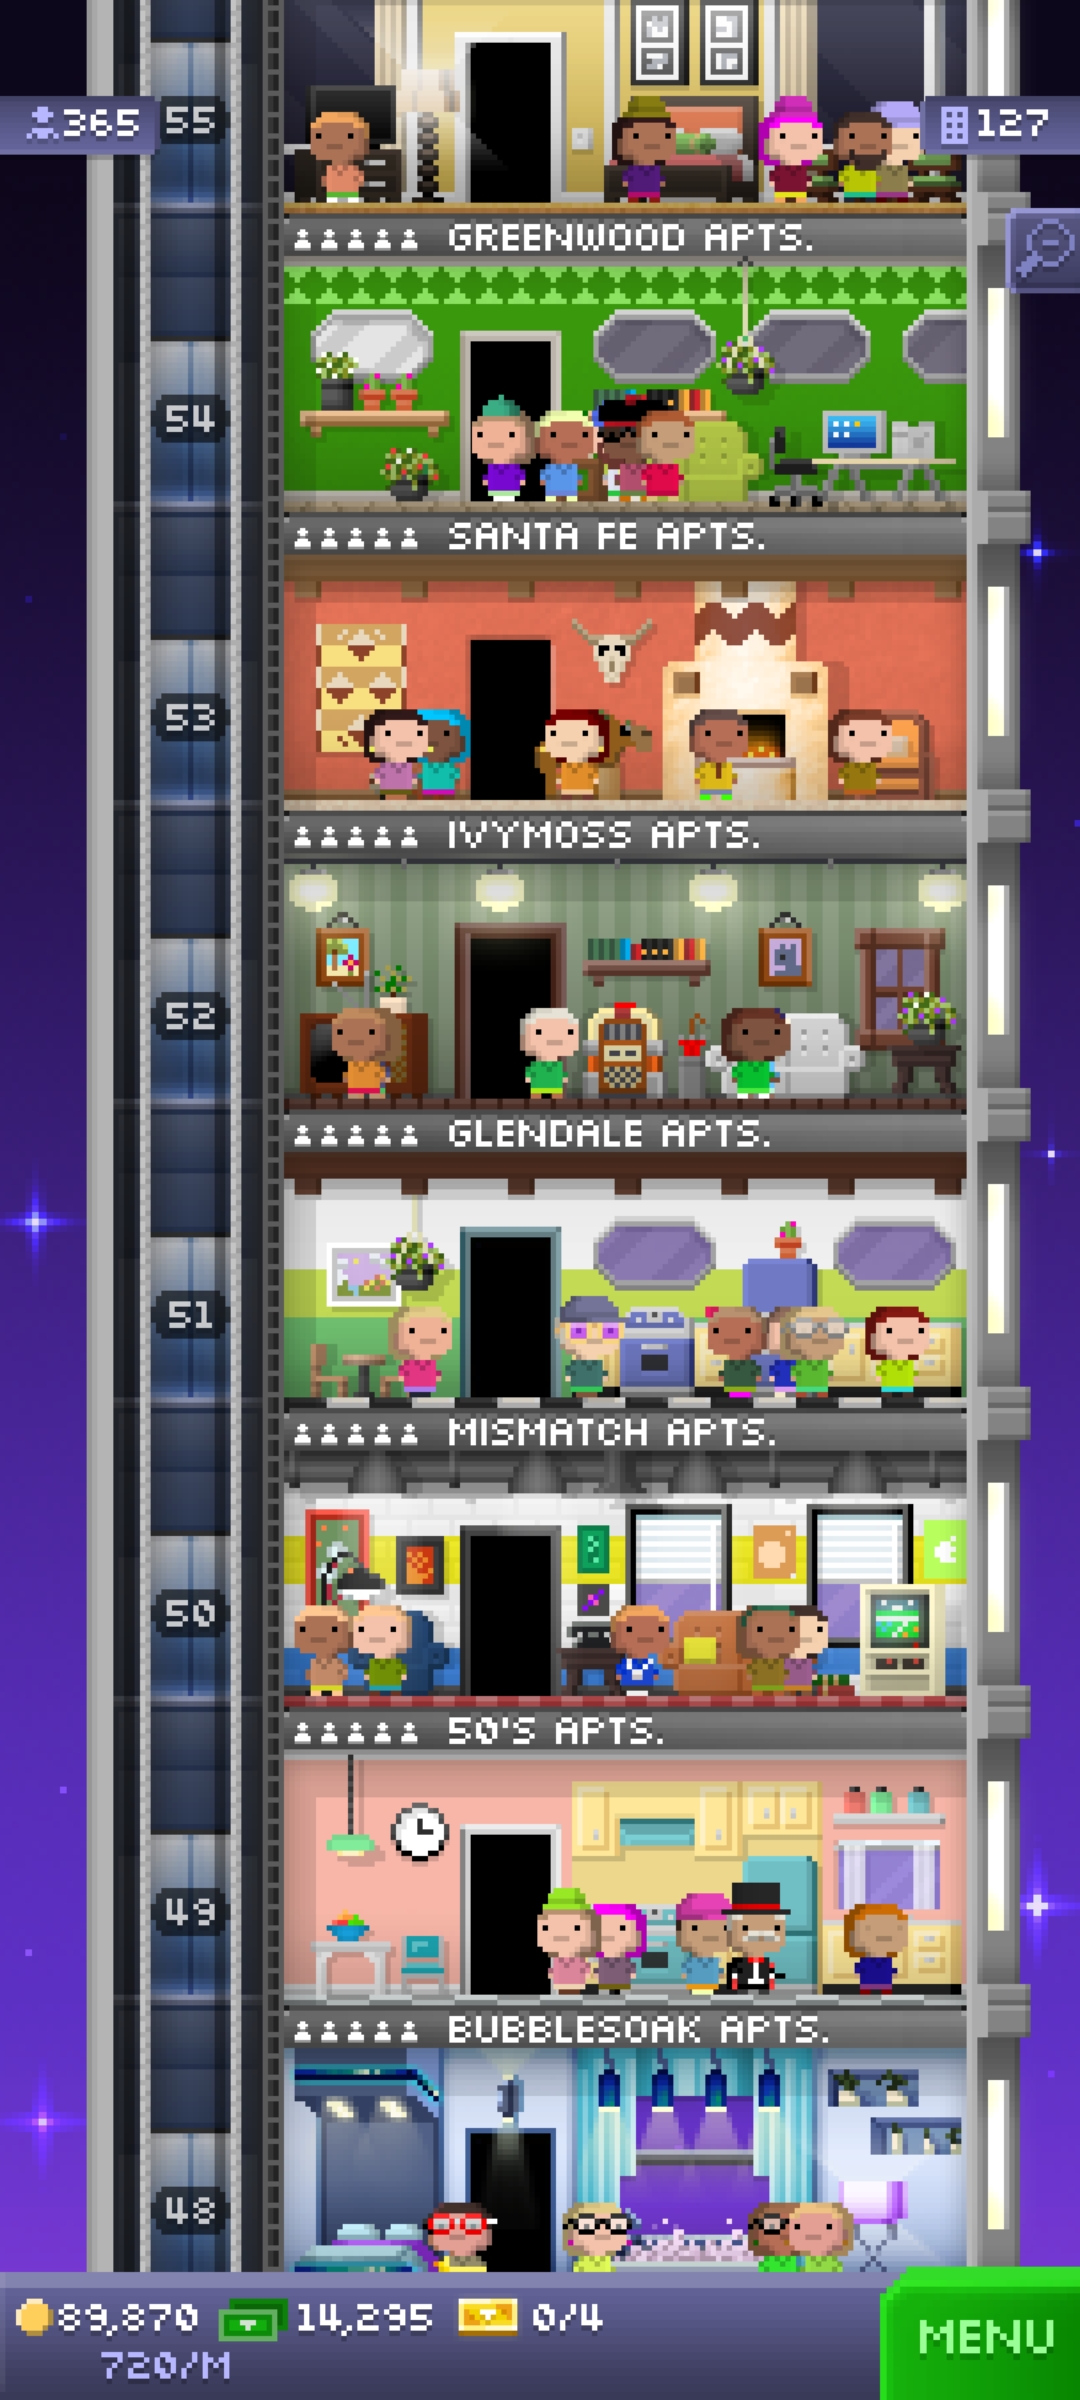 365
55
127
GREENWOOD APTS.
54
SANTA FE APTS.
53
IVYMOSS APTS.
52
GLENDALE APTS.
51
MISMATCH APTS.
50
50'S APTS.
49
BUBBLESOAK APTS.
48
89,870 14,295 0/4
720/M
MENU